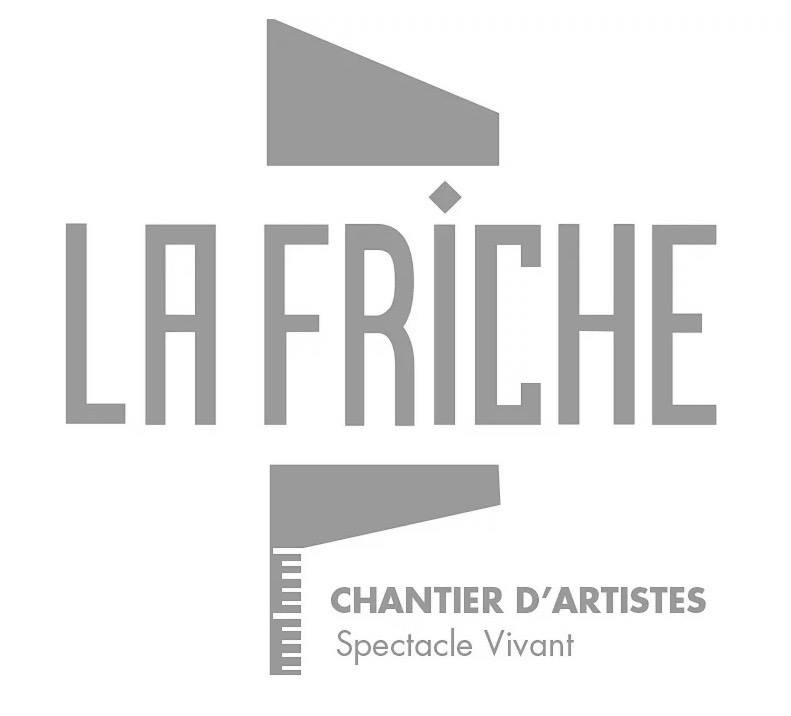 LA FRiCHE
CHANTIER D’ARTISTES
Spectacle Vivant